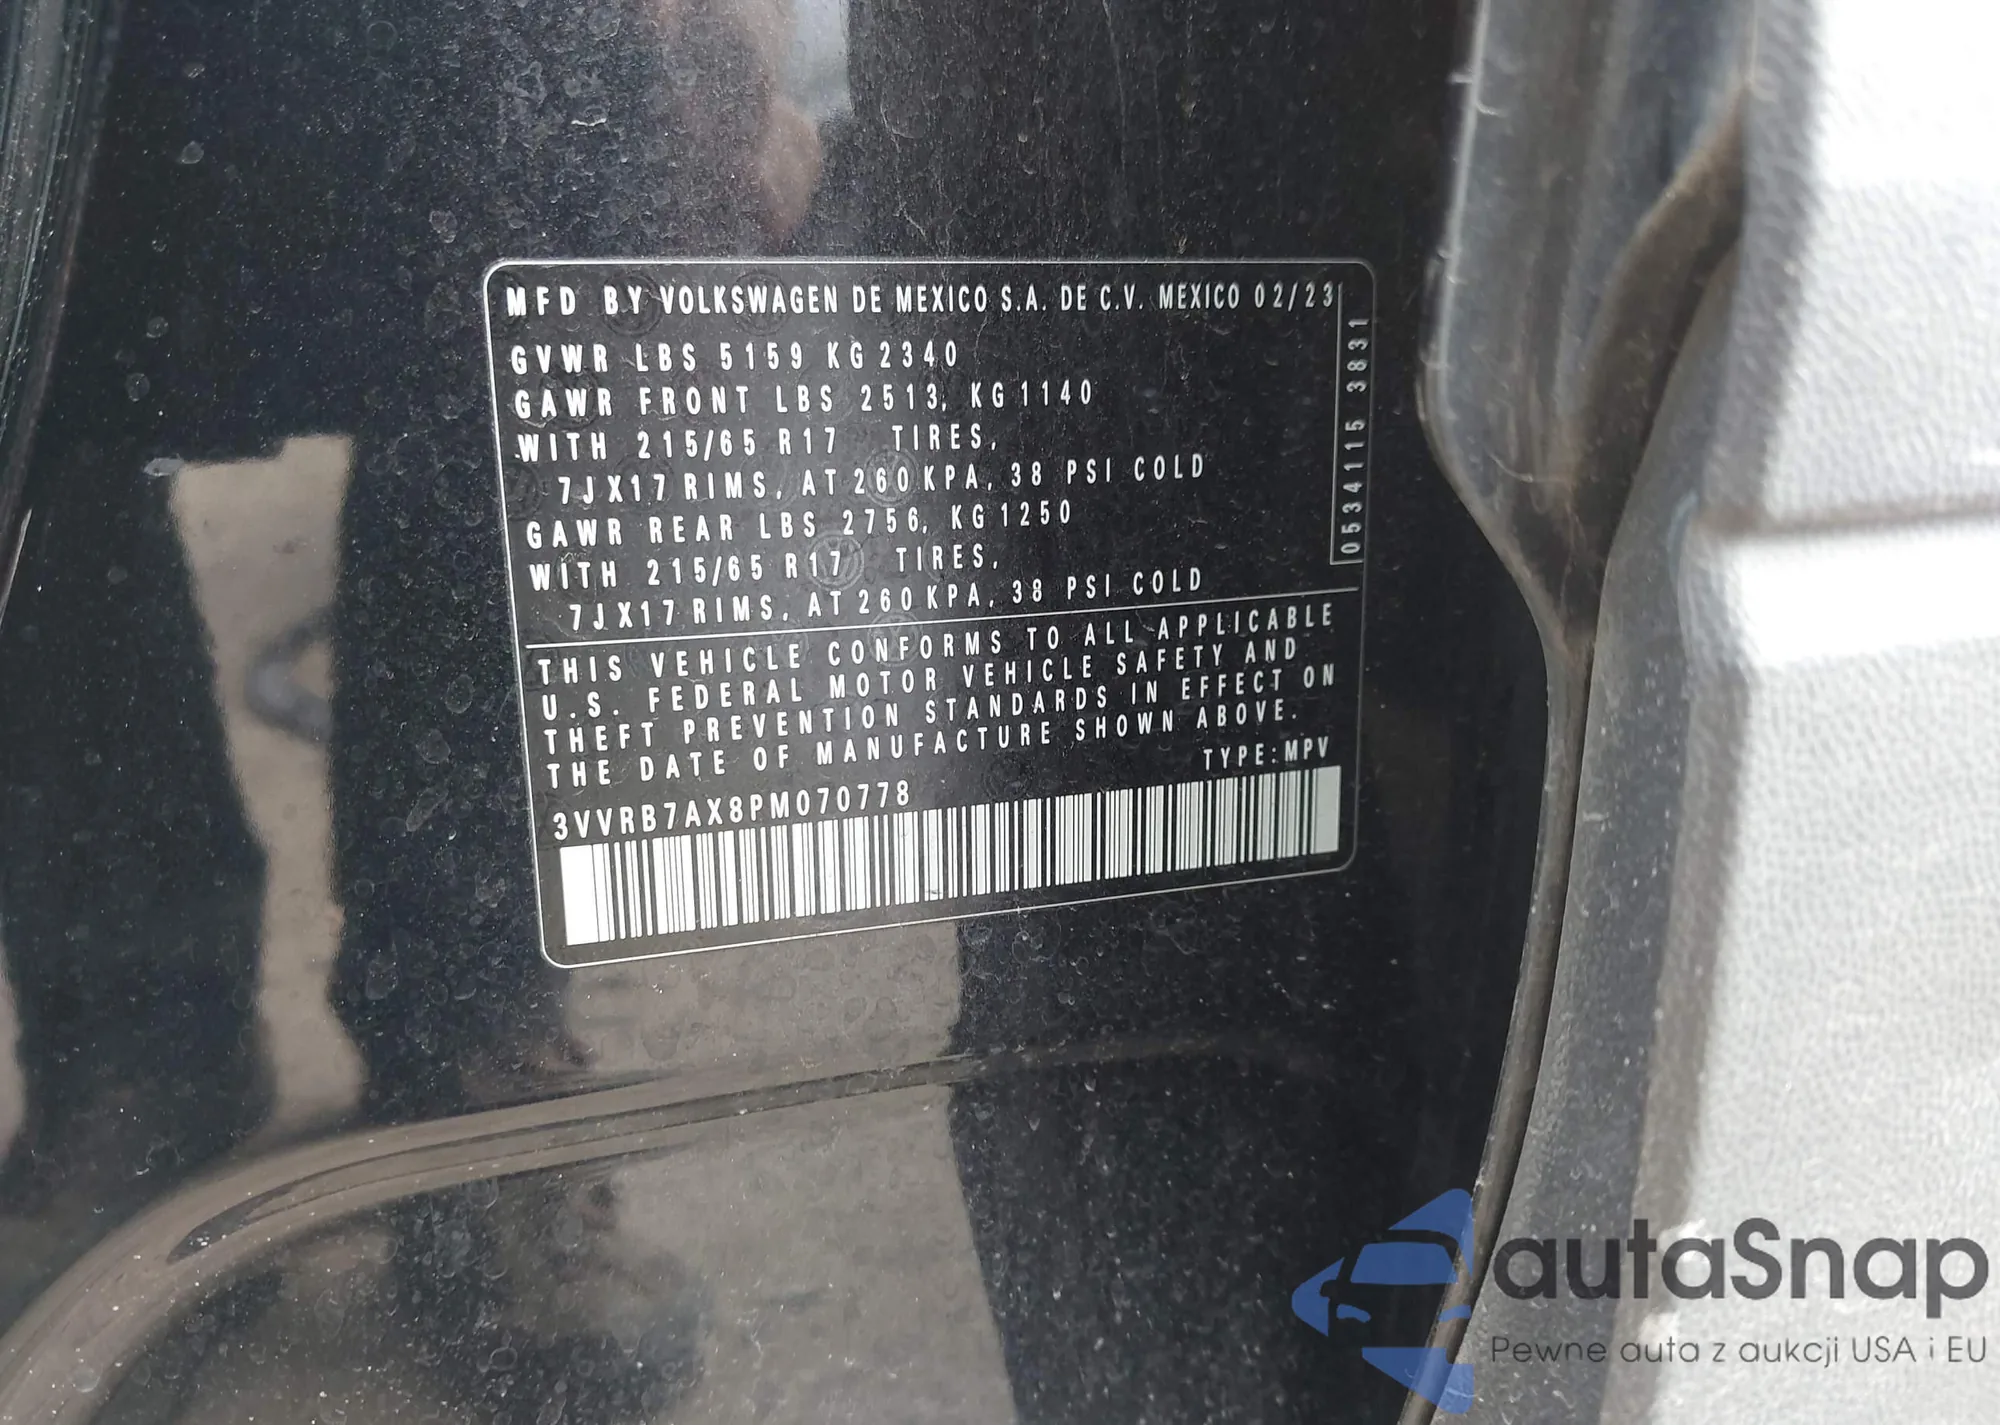 MFD BY VOLKSWAGEN DE MEXICO S.A. DE C.V. MEXICO 02/23
GVWR LBS 5159 KG 2340
GAWR FRONT LBS 2513, KG 1140
WITH 215/65 R17 TIRES,
7JX17 RIMS, AT 260 KPA, 38 PSI COLD
GAWR REAR LBS 2756, KG 1250
WITH 215/65 R17 TIRES,
7JX17 RIMS, AT 260 KPA, 38 PSI COLD
0534115 3831
THIS VEHICLE CONFORMS TO ALL APPLICABLE
U.S. FEDERAL MOTOR VEHICLE SAFETY AND
THEFT PREVENTION STANDARDS IN EFFECT ON
THE DATE OF MANUFACTURE SHOWN ABOVE.
TYPE: MPV
3VVRB7AX8PM070778
autaSnap
Pewne auta z aukcji USA i EU